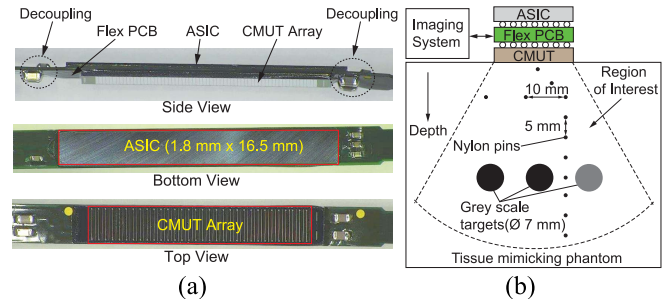 Decoupling
Flex PCB
ASIC
CMUT Array
Decoupling
Side View
ASIC (1.8 mm x 16.5 mm)
Bottom View
CMUT Array
Top View
(a)
Imaging
System
ASIC
Flex PCB
CMUT
Depth
10 mm
Region
of Interest
5 mm
Nylon pins
Grey scale
targets(Ø 7 mm)
Tissue mimicking phantom
(b)